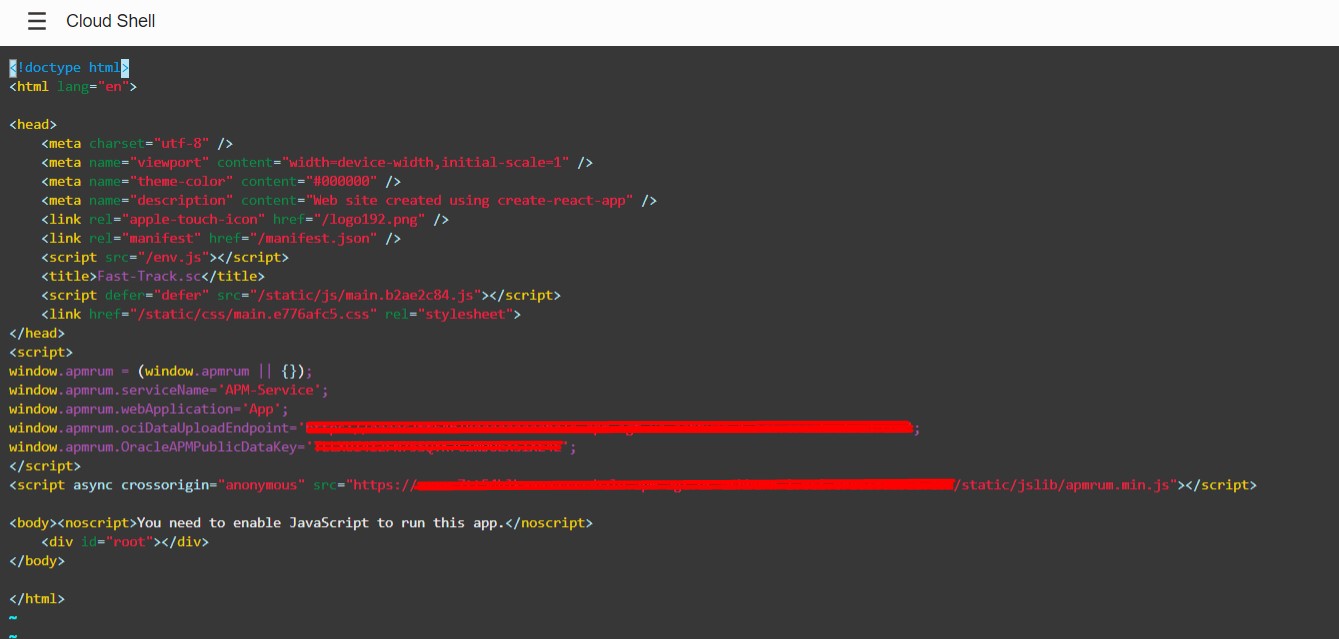 Cloud Shell
<!doctype html>
<html lang="en">
<head>
<meta charset="utf-8" />
<meta name="viewport" content="width=device-width,initial-scale=1" />
<meta name="theme-color" content="#000000" />
<meta name="description" content="Web site created using create-react-app" />
<link rel="apple-touch-icon" href="/logo192.png" />
<link rel="manifest" href="/manifest.json" />
<script src="/env.js"></script>
<title>Fast-Track.sc</title>
<script defer="defer" src="/static/js/main.b2ae2c84.js"></script>
<link href="/static/css/main.e776afc5.css" rel="stylesheet">
</head>
<script>
window.apmrum = (window.apmrum || {});
window.apmrum.serviceName='APM-Service';
window.apmrum.webApplication='App';
window.apmrum.ociDataUploadEndpoint=' ;
window.apmrum.OracleAPMPublicDataKey=' ';
</script>
<script async crossorigin="anonymous" src="https:// /static/jslib/apmrum.min.js"></script>
<body><noscript>You need to enable JavaScript to run this app.</noscript>
<div id="root"></div>
</body>
</html>
~
~